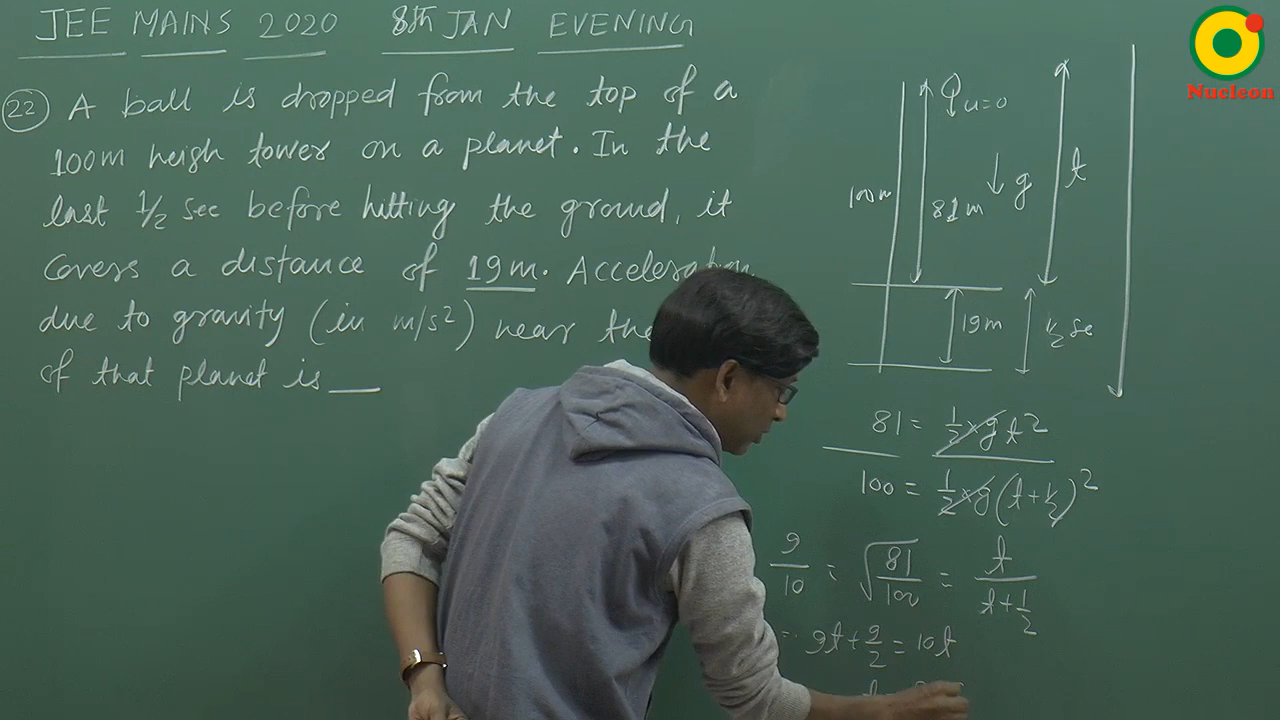 JEE MAINS 2020 8th JAN EVENING
22 A ball is dropped from the top of a
100m heigh tower on a planet. In the
last 1/2 sec before hitting the ground, it
covers a distance of 19m. Acceleration
due to gravity (in m/s²) near the
of that planet is __
Nucleon
u=0
100m
81m
g
t
19m
1/2 se
81 = 1/2 × g t²
100 = 1/2 × g (t + 1/2)²
9/10 = √81/100 = t/t+1/2
9t + 9/2 = 10t